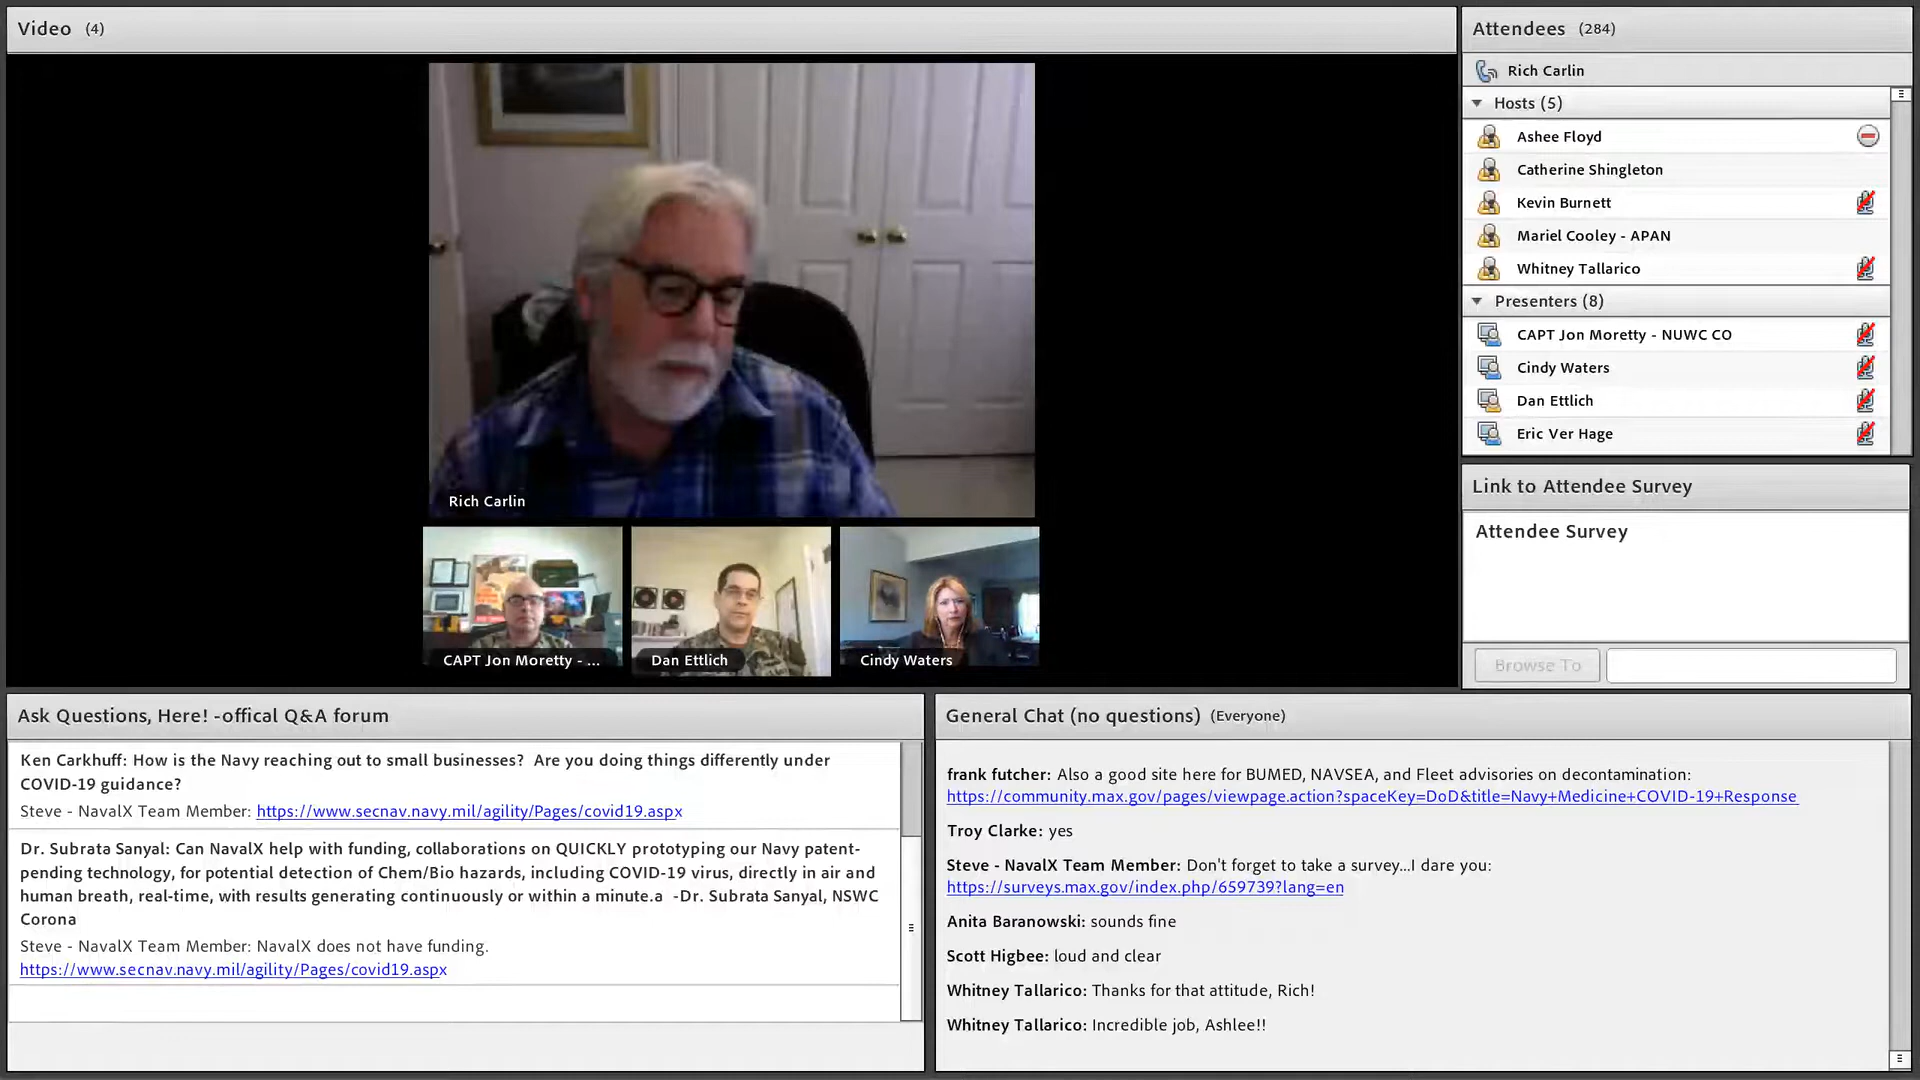 Video (4)
Rich Carlin
CAPT Jon Moretty - ...
Dan Ettlich
Cindy Waters
Attendees (284)
Rich Carlin
Hosts (5)
Ashee Floyd
Catherine Shingleton
Kevin Burnett
Mariel Cooley - APAN
Whitney Tallarico
Presenters (8)
CAPT Jon Moretty - NUWC CO
Cindy Waters
Dan Ettlich
Eric Ver Hage
Link to Attendee Survey
Attendee Survey
Browse To
Ask Questions, Here! -offical Q&A forum
Ken Carkhuff: How is the Navy reaching out to small businesses?  Are you doing things differently under
COVID-19 guidance?
Steve - NavalX Team Member: https://www.secnav.navy.mil/agility/Pages/covid19.aspx
Dr. Subrata Sanyal: Can NavalX help with funding, collaborations on QUICKLY prototyping our Navy patent-
pending technology, for potential detection of Chem/Bio hazards, including COVID-19 virus, directly in air and
human breath, real-time, with results generating continuously or within a minute.a  -Dr. Subrata Sanyal, NSWC
Corona
Steve - NavalX Team Member: NavalX does not have funding.
https://www.secnav.navy.mil/agility/Pages/covid19.aspx
General Chat (no questions) (Everyone)
frank futcher: Also a good site here for BUMED, NAVSEA, and Fleet advisories on decontamination:
https://community.max.gov/pages/viewpage.action?spaceKey=DoD&title=Navy+Medicine+COVID-19+Response
Troy Clarke: yes
Steve - NavalX Team Member: Don't forget to take a survey...I dare you:
https://surveys.max.gov/index.php/659739?lang=en
Anita Baranowski: sounds fine
Scott Higbee: loud and clear
Whitney Tallarico: Thanks for that attitude, Rich!
Whitney Tallarico: Incredible job, Ashlee!!